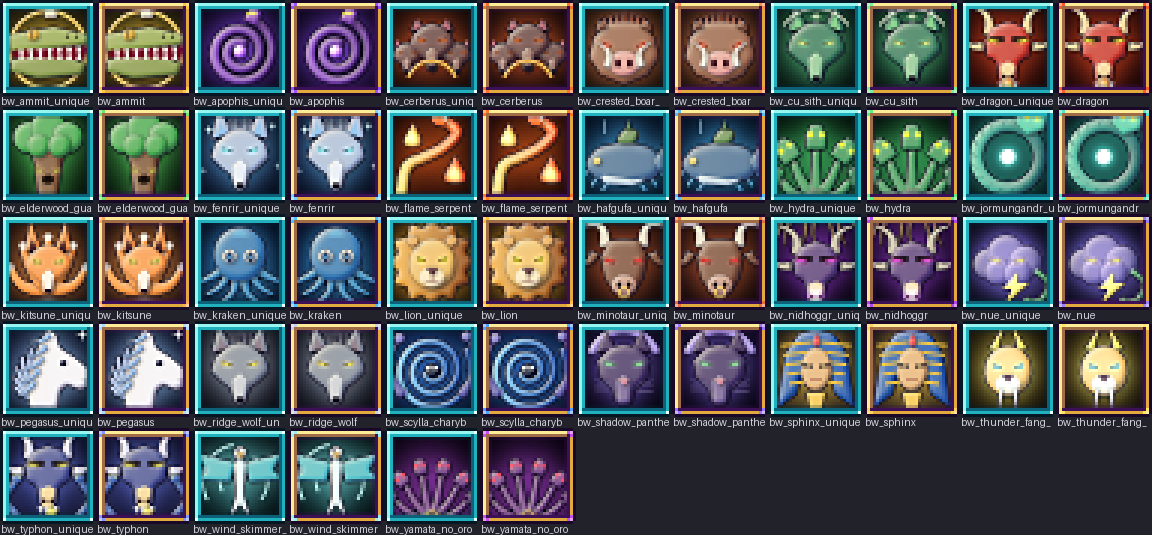 bw_ammit_unique bw_ammit bw_apophis_uniqu bw_apophis bw_cerberus_uniq bw_cerberus bw_crested_boar_ bw_crested_boar bw_cu_sith_uniqu bw_cu_sith bw_dragon_unique bw_dragon
bw_elderwood_gua bw_elderwood_gua bw_fenrir_unique bw_fenrir bw_flame_serpent bw_flame_serpent bw_hafgufa_uniqu bw_hafgufa bw_hydra_unique bw_hydra bw_jormungandr_u bw_jormungandr
bw_kitsune_uniqu bw_kitsune bw_kraken_unique bw_kraken bw_lion_unique bw_lion bw_minotaur_uniq bw_minotaur bw_nidhoggr_uniq bw_nidhoggr bw_nue_unique bw_nue
bw_pegasus_uniqu bw_pegasus bw_ridge_wolf_un bw_ridge_wolf bw_scylla_charyb bw_scylla_charyb bw_shadow_panthe bw_shadow_panthe bw_sphinx_unique bw_sphinx bw_thunder_fang_ bw_thunder_fang_
bw_typhon_unique bw_typhon bw_wind_skimmer_ bw_wind_skimmer bw_yamata_no_oro bw_yamata_no_oro